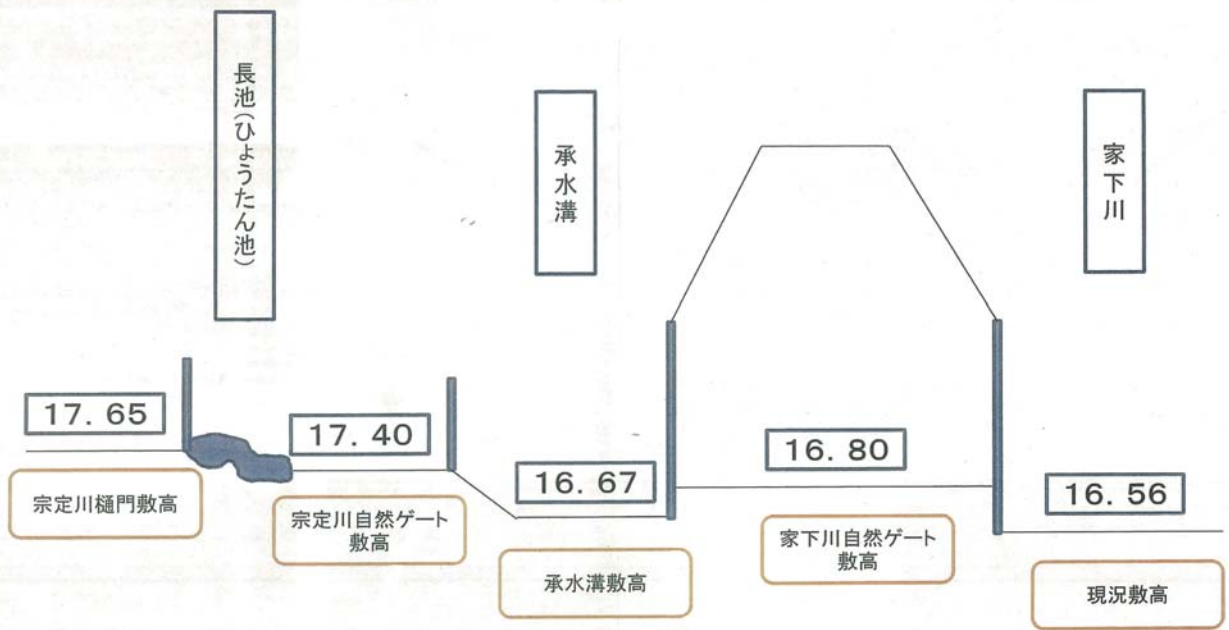 長池(ひょうたん池)
承水溝
家下川
17.65
17.40
16.67
16.80
16.56
宗定川樋門敷高
宗定川自然ゲート
敷高
承水溝敷高
家下川自然ゲート
敷高
現況敷高